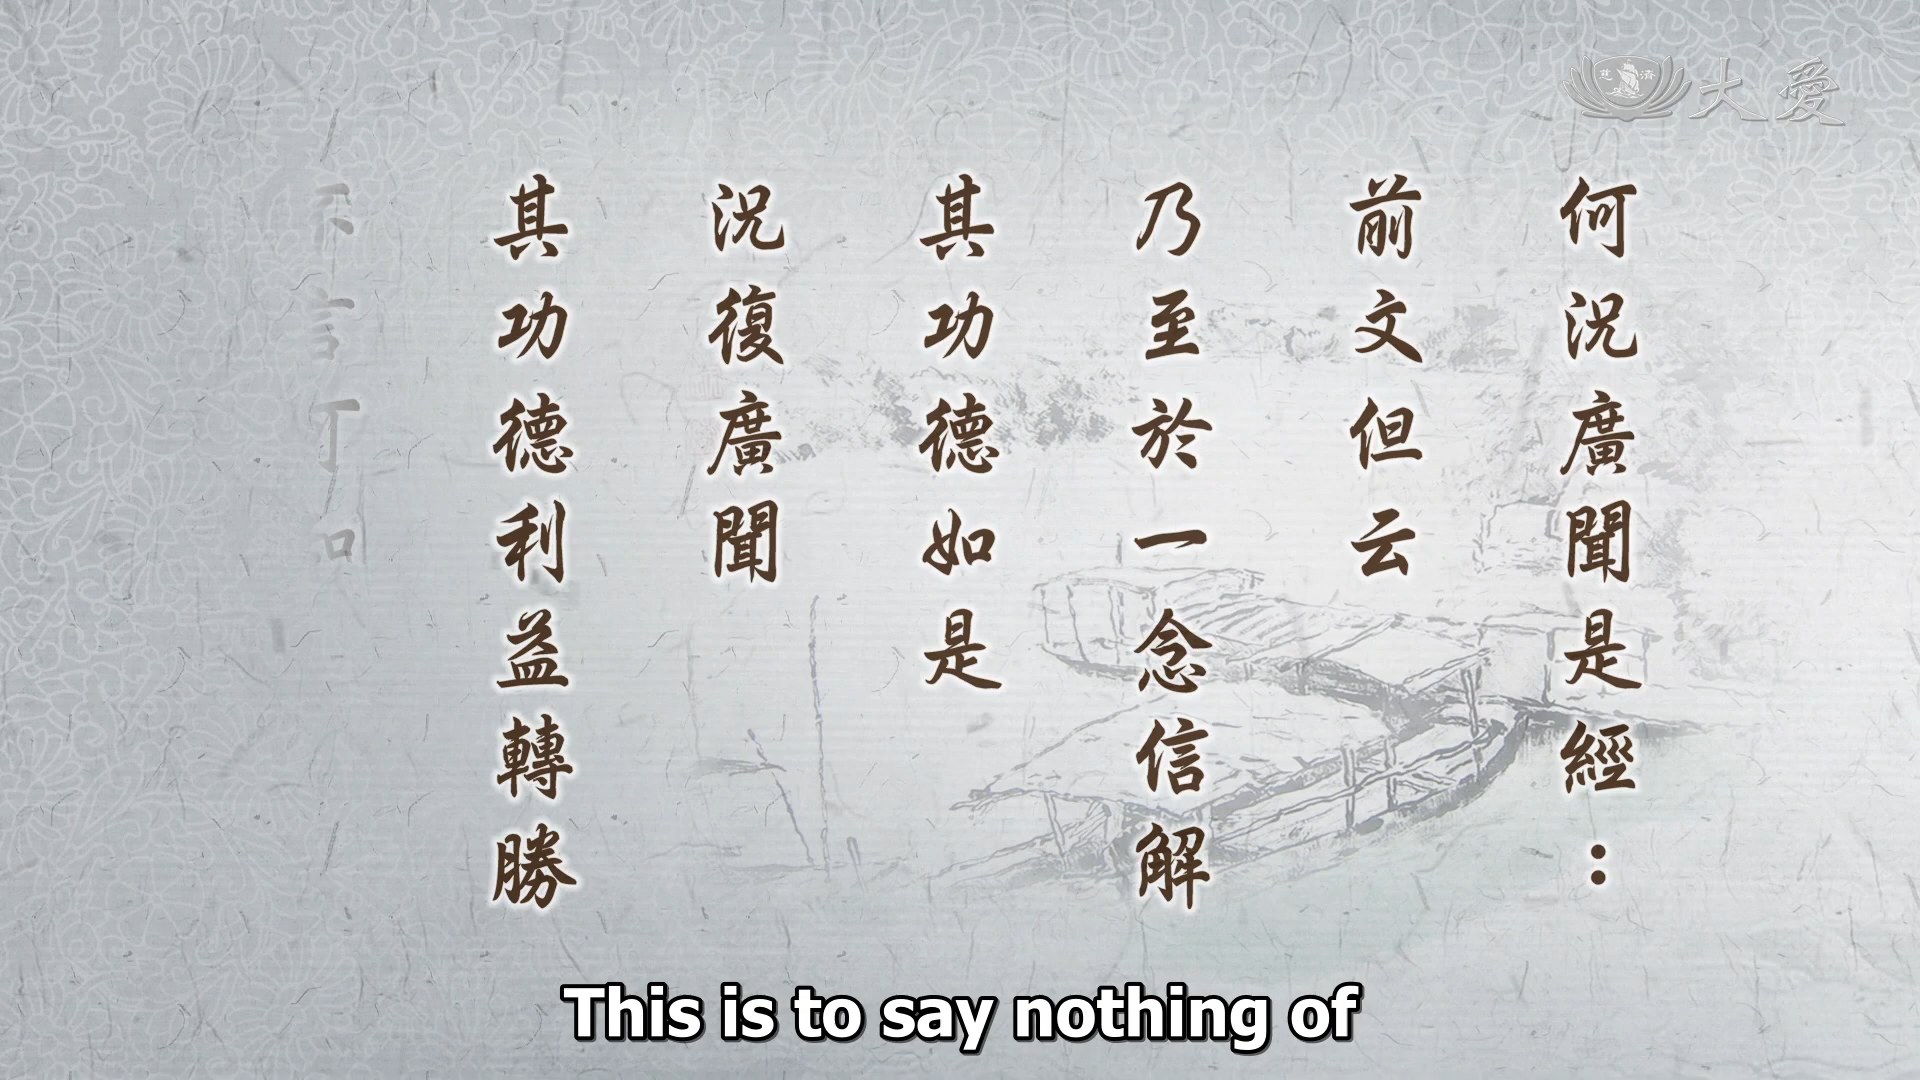 慈濟
大愛
何況廣聞是經：
前文但云
乃至於一念信解
其功德如是
況復廣聞
其功德利益轉勝
This is to say nothing of